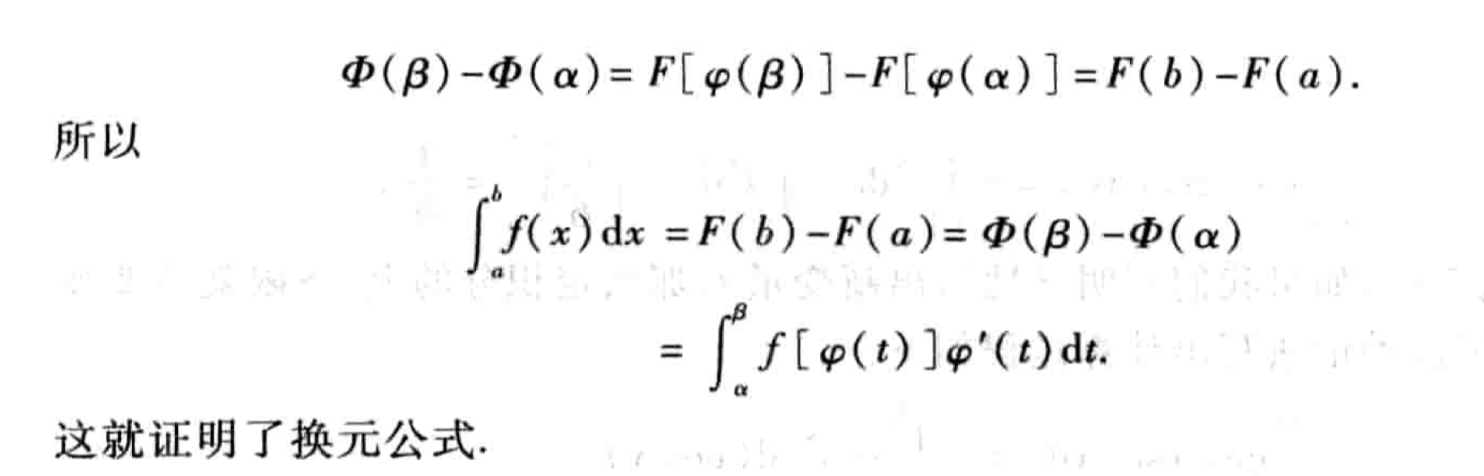 Φ(β)-Φ(α)= F[φ(β)]-F[φ(α)]=F(b)-F(a).
所以
∫_a^b f(x)dx =F(b)-F(a)= Φ(β)-Φ(α)
= ∫_α^β f[φ(t)]φ'(t)dt.
这就证明了换元公式.